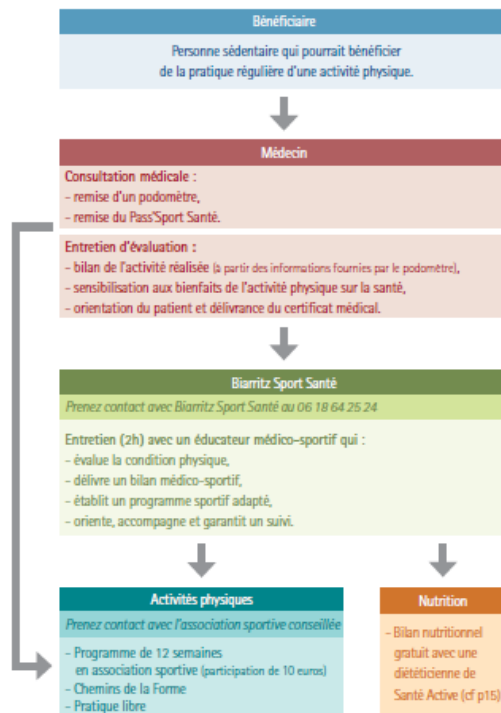 Bénéficiaire
Personne sédentaire qui pourrait bénéficier
de la pratique régulière d'une activité physique.
Médecin
Consultation médicale :
- remise d'un podomètre,
- remise du Pass'Sport Santé.
Entretien d'évaluation :
- bilan de l'activité réalisée (à partir des informations fournies par le podomètre),
- sensibilisation aux bienfaits de l'activité physique sur la santé,
- orientation du patient et délivrance du certificat médical.
Biarritz Sport Santé
Prenez contact avec Biarritz Sport Santé au 06 18 64 25 24
Entretien (2h) avec un éducateur médico-sportif qui :
- évalue la condition physique,
- délivre un bilan médico-sportif,
- établit un programme sportif adapté,
- oriente, accompagne et garantit un suivi.
Activités physiques
Prenez contact avec l'association sportive conseillée
- Programme de 12 semaines
en association sportive (participation de 10 euros)
- Chemins de la Forme
- Pratique libre
Nutrition
- Bilan nutritionnel
gratuit avec une
diététicienne de
Santé Active (cf p15)